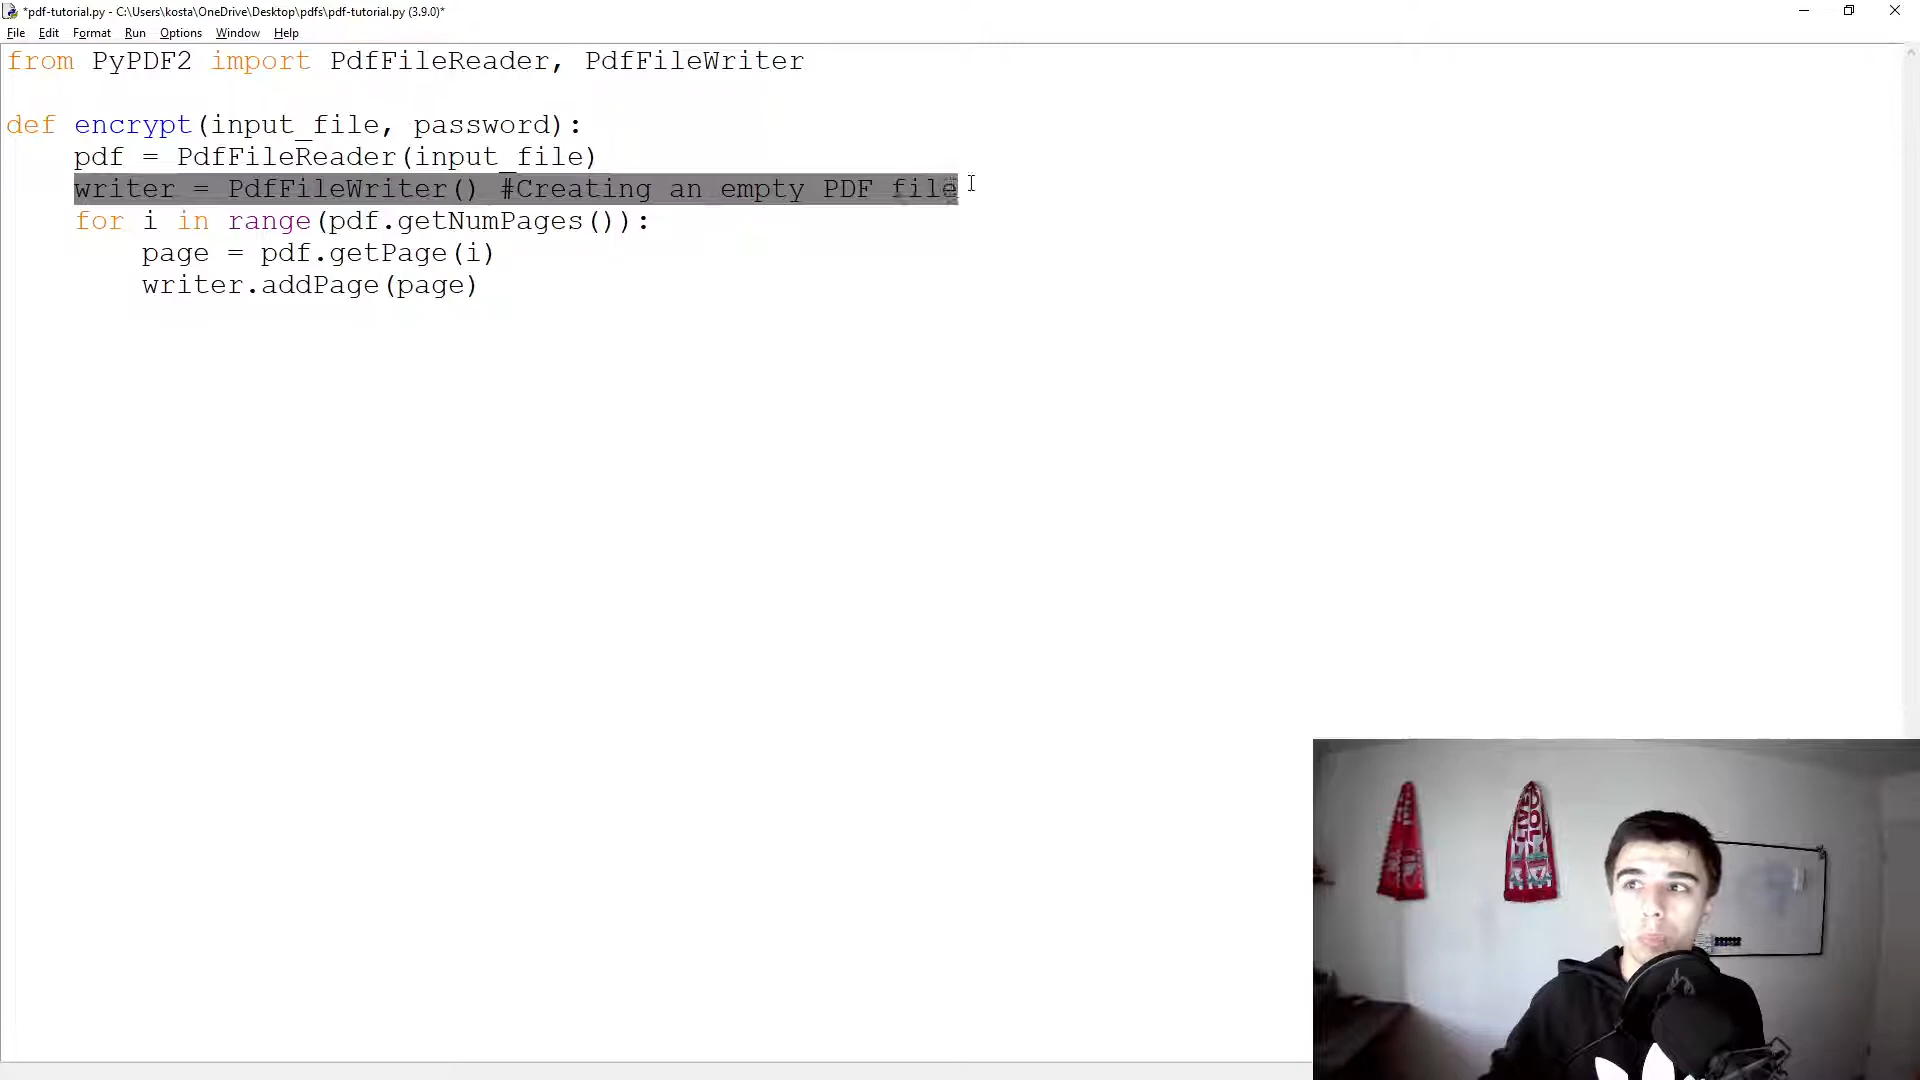 *pdf-tutorial.py - C:\Users\kosta\OneDrive\Desktop\pdfs\pdf-tutorial.py (3.9.0)*
File Edit Format Run Options Window Help
from PyPDF2 import PdfFileReader, PdfFileWriter
def encrypt(input_file, password):
    pdf = PdfFileReader(input_file)
    writer = PdfFileWriter() #Creating an empty PDF file
    for i in range(pdf.getNumPages()):
        page = pdf.getPage(i)
        writer.addPage(page)